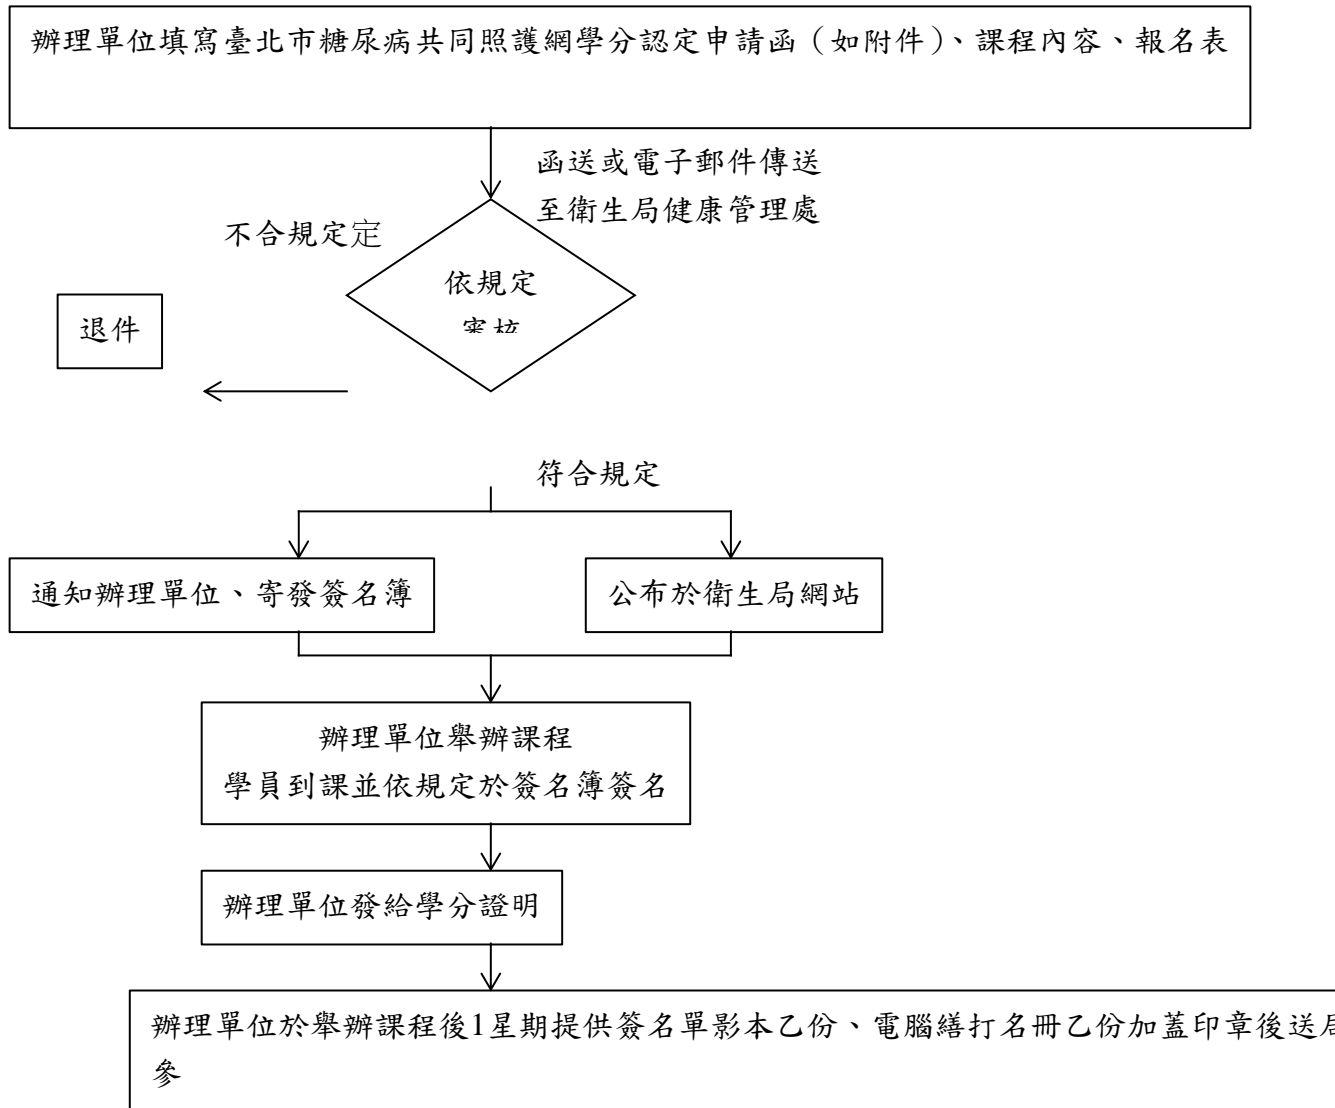 辦理單位填寫臺北市糖尿病共同照護網學分認定申請函（如附件）、課程內容、報名表
函送或電子郵件傳送
至衛生局健康管理處
不合規定定
依規定
退件
符合規定
通知辦理單位、寄發簽名簿
公布於衛生局網站
辦理單位舉辦課程
學員到課並依規定於簽名簿簽名
辦理單位發給學分證明
辦理單位於舉辦課程後1星期提供簽名單影本乙份、電腦繕打名冊乙份加蓋印章後送局
參